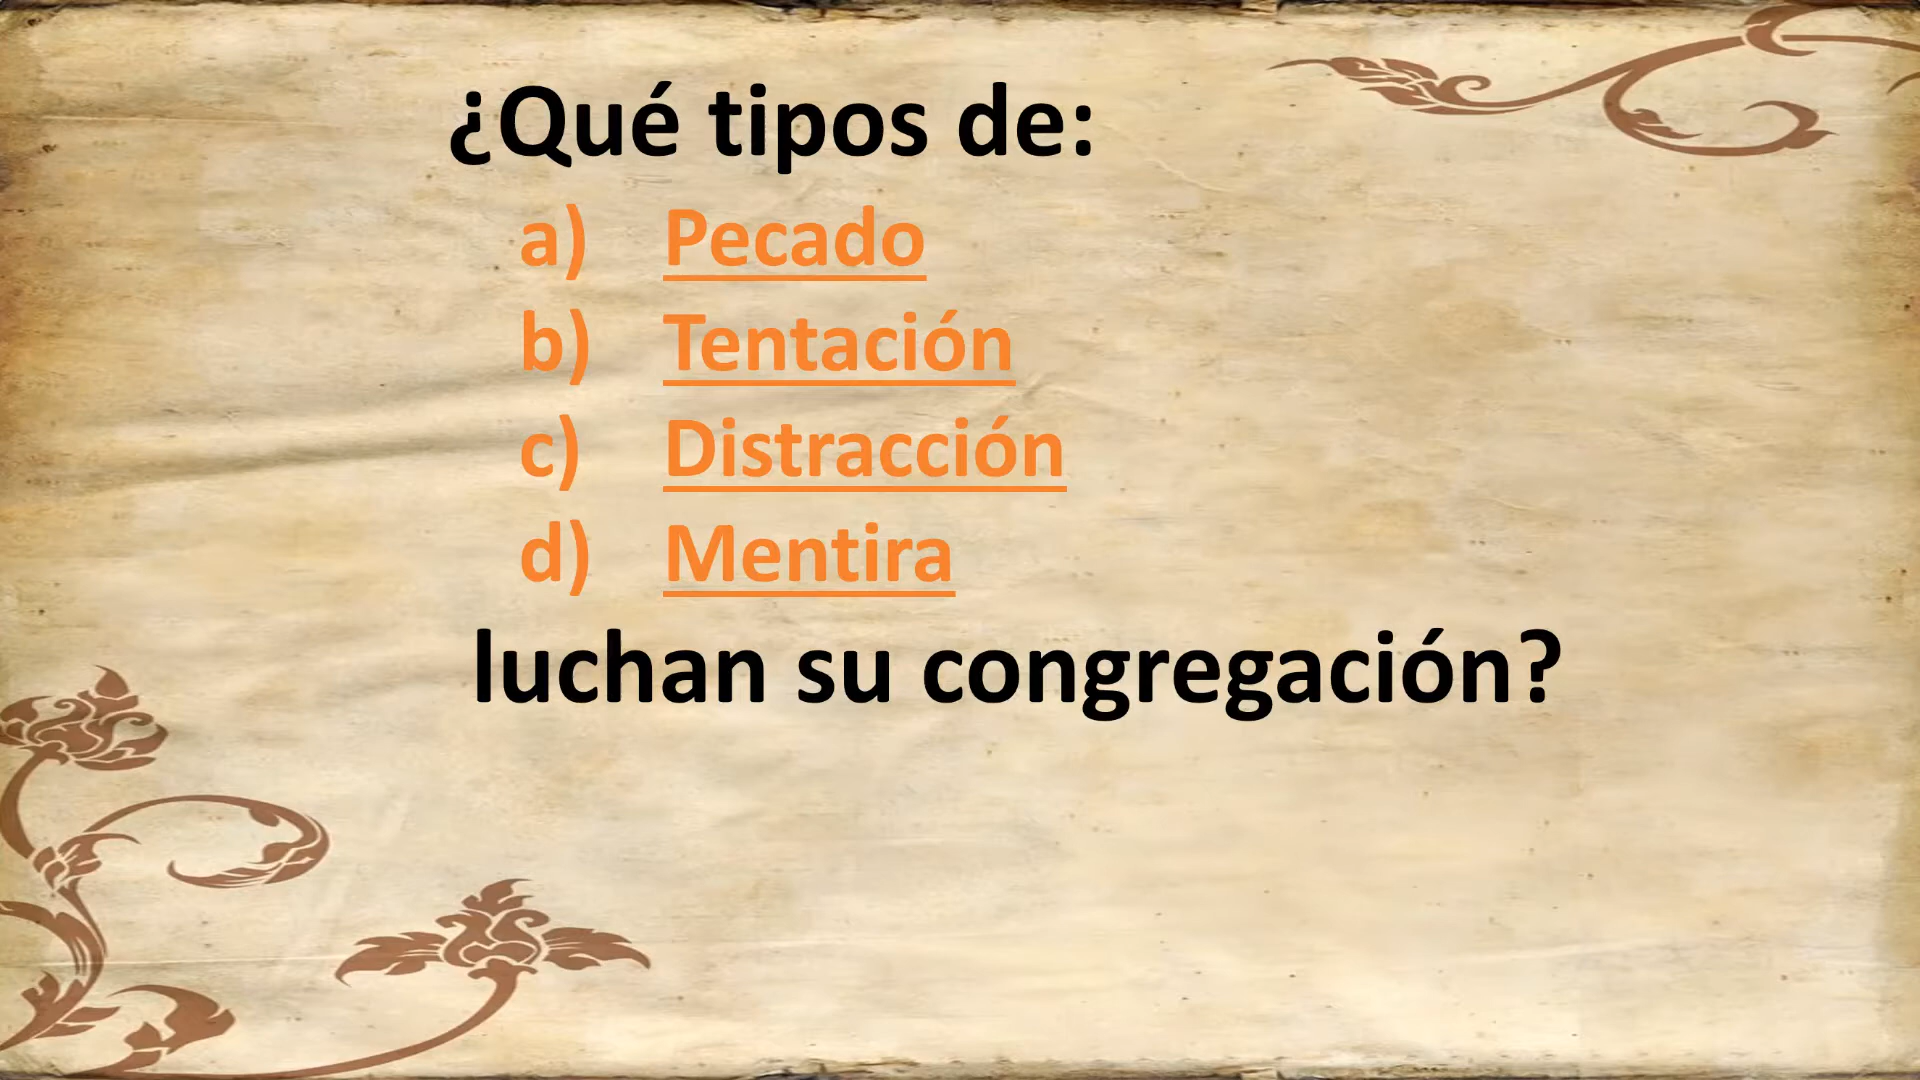 ¿Qué tipos de:
a) Pecado
b) Tentación
c) Distracción
d) Mentira
luchan su congregación?